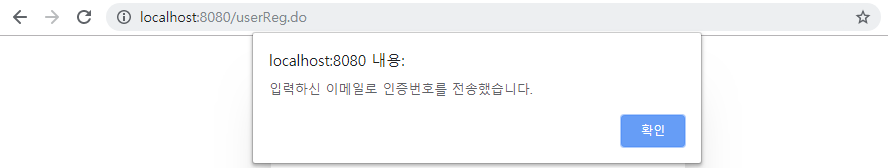 localhost:8080/userReg.do
localhost:8080 내용:
입력하신 이메일로 인증번호를 전송했습니다.
확인